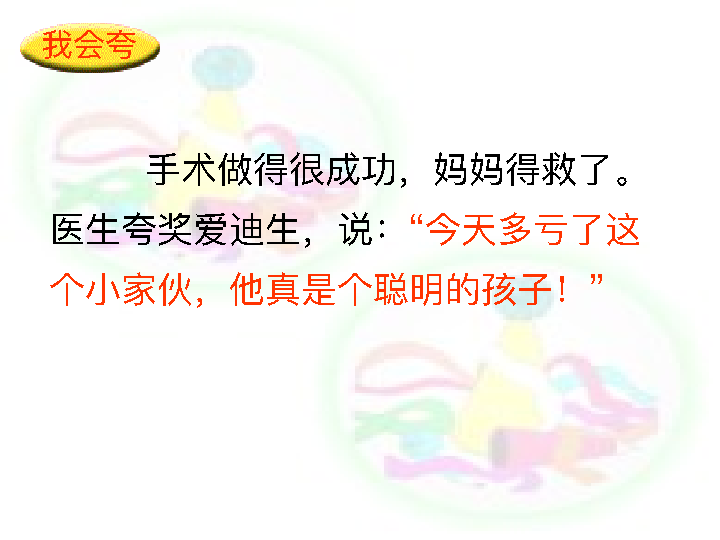 我会夸
手术做得很成功，妈妈得救了。
医生夸奖爱迪生，说：“今天多亏了这
个小家伙，他真是个聪明的孩子！”